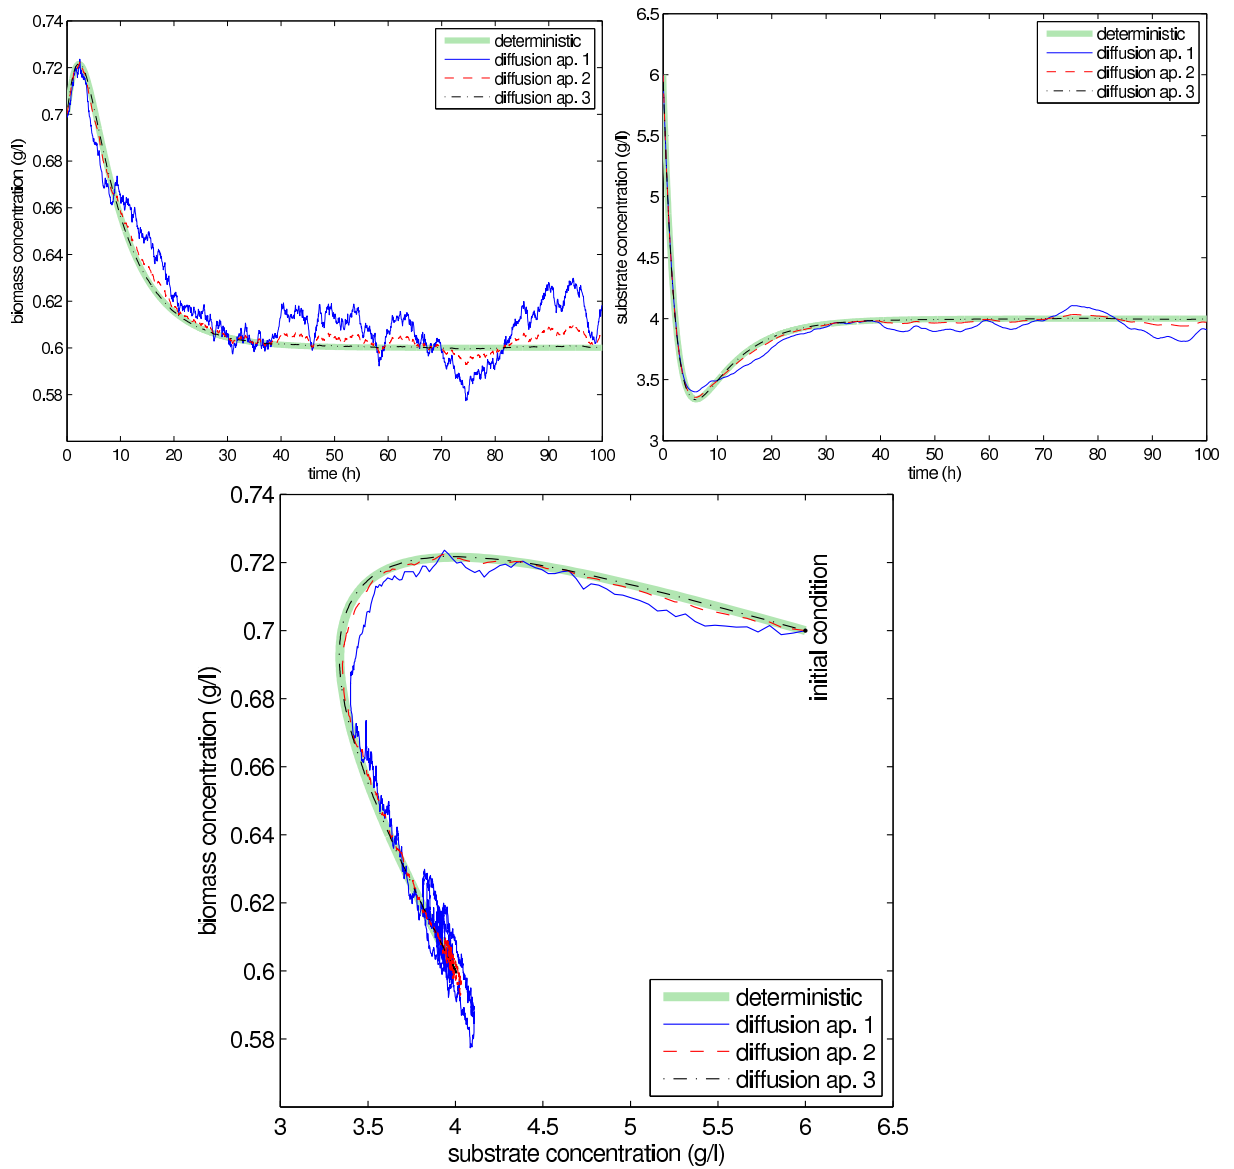 0.74
0.72
0.7
0.68
0.66
0.64
0.62
0.6
0.58
biomass concentration (g/l)
0 10 20 30 40 50 60 70 80 90 100
time (h)
deterministic
diffusion ap. 1
diffusion ap. 2
diffusion ap. 3
6.5
6
5.5
5
4.5
4
3.5
3
substrate concentration (g/l)
0 10 20 30 40 50 60 70 80 90 100
time (h)
deterministic
diffusion ap. 1
diffusion ap. 2
diffusion ap. 3
0.74
0.72
0.7
0.68
0.66
0.64
0.62
0.6
0.58
biomass concentration (g/l)
initial condition
deterministic
diffusion ap. 1
diffusion ap. 2
diffusion ap. 3
3 3.5 4 4.5 5 5.5 6 6.5
substrate concentration (g/l)